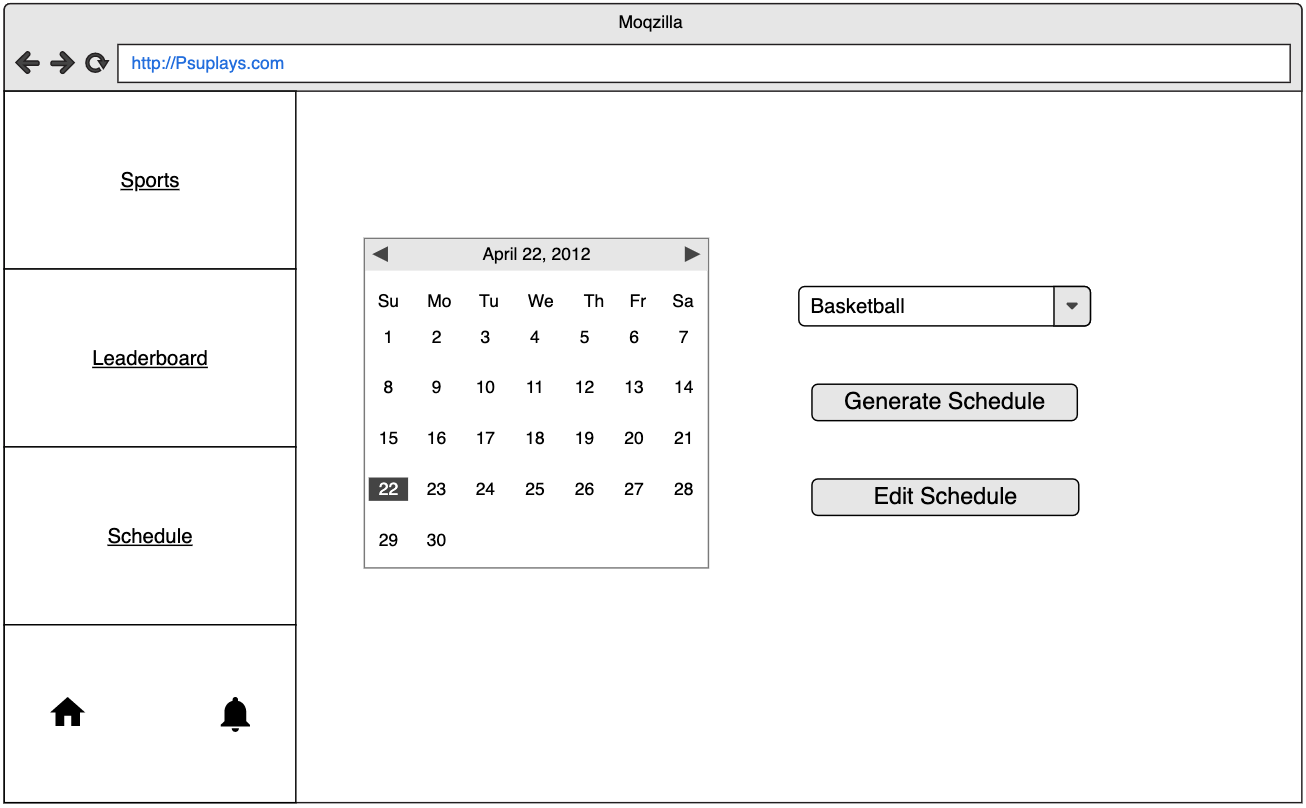 Moqzilla
http://Psuplays.com
Sports
Leaderboard
Schedule
April 22, 2012
Su Mo Tu We Th Fr Sa
1 2 3 4 5 6 7
8 9 10 11 12 13 14
15 16 17 18 19 20 21
22 23 24 25 26 27 28
29 30
Basketball
Generate Schedule
Edit Schedule